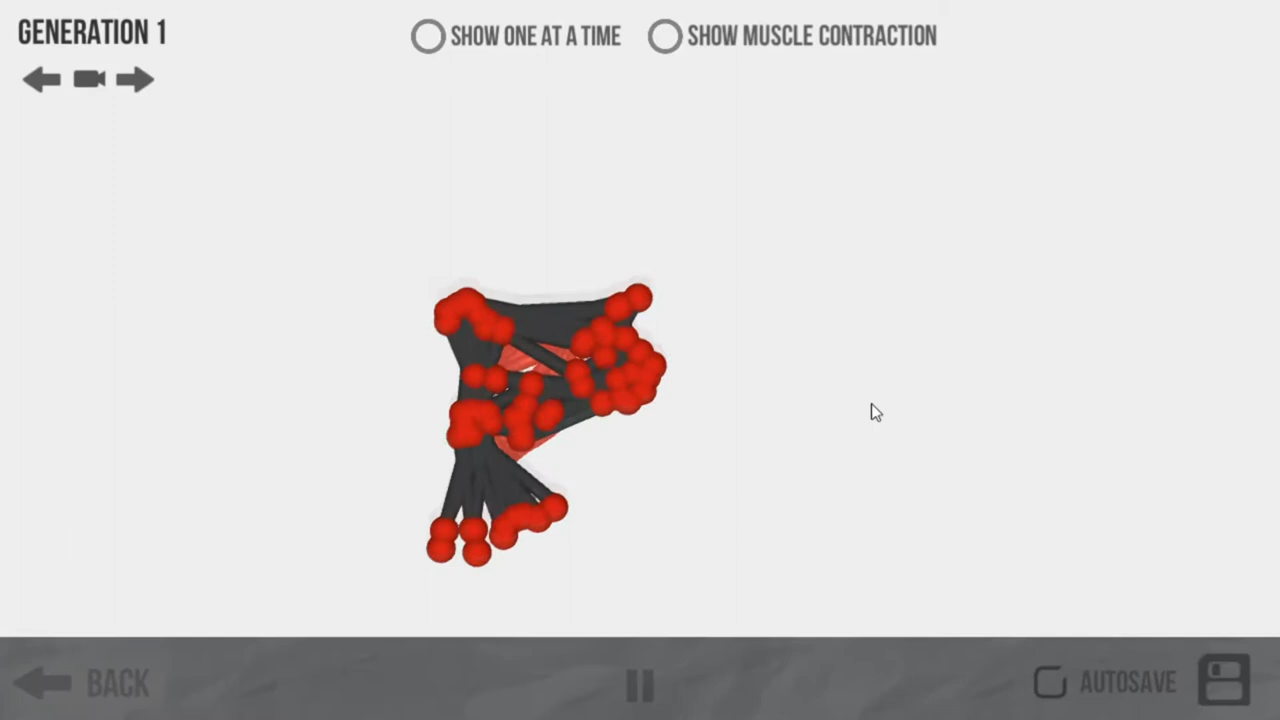 GENERATION 1
SHOW ONE AT A TIME
SHOW MUSCLE CONTRACTION
BACK
AUTOSAVE